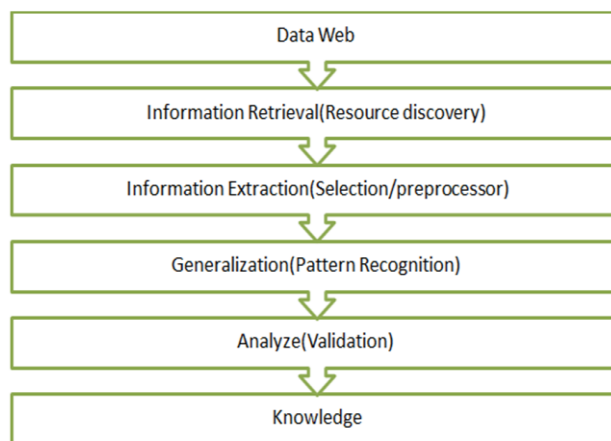 Data Web
Information Retrieval(Resource discovery)
Information Extraction(Selection/preprocessor)
Generalization(Pattern Recognition)
Analyze(Validation)
Knowledge